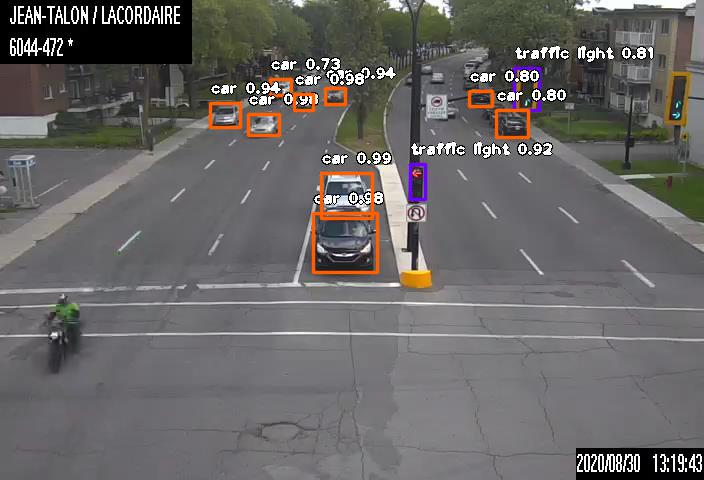 JEAN-TALON / LACORDAIRE
6044-472 *
traffic light 0.81
car 0.73
0.94
car 0.98
car 0.94
car 0.93
car 0.80
car 0.80
traffic light 0.92
car 0.99
car 0.98
2020/08/30 13:19:43